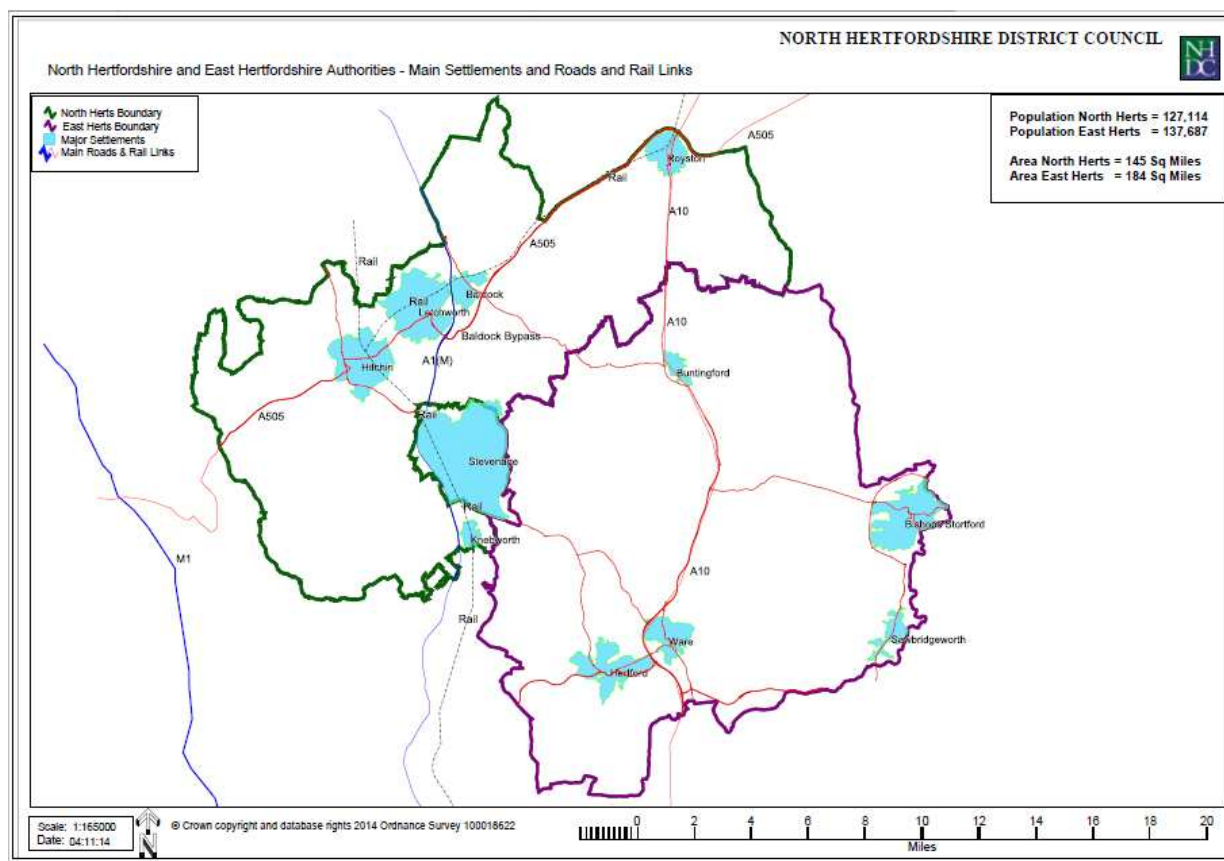 NORTH HERTFORDSHIRE DISTRICT COUNCIL
NH
DC
North Hertfordshire and East Hertfordshire Authorities - Main Settlements and Roads and Rail Links
North Herts Boundary
East Herts Boundary
Major Settlements
Main Roads & Rail Links
Population North Herts = 127,114
Population East Herts = 137,687
Area North Herts = 145 Sq Miles
Area East Herts = 184 Sq Miles
A505
Royston
Rail
A10
A505
Rail
Rail
Baldock
Letchworth
Baldock Bypass
A10
A1(M)
Hitchin
Buntingford
A505
Rail
Stevenage
Rail
Bishops Stortford
Knebworth
M1
A10
Rail
Ware
Sawbridgeworth
Hertford
Scale: 1:165000
Date: 04:11:14
N
© Crown copyright and database rights 2014 Ordnance Survey 100018622
0 2 4 6 8 10 12 14 16 18 20
Miles